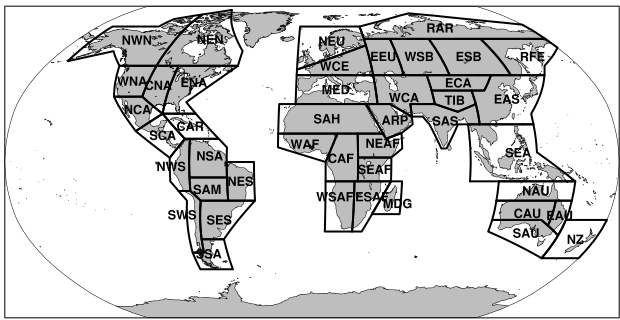 NWN
NEN
NEU
RAR
WCE
EEU
WSB
ESB
RFE
WNA
CNA
ENA
MED
ECA
WCA
TIB
EAS
NCA
CAR
SAH
ARP
SAS
SCA
WAF
NEAF
SEA
NWS
NSA
CAF
SEAF
SAM
NES
NAU
SWS
SES
WSAF
ESAF
MDG
CAU
EAU
SAU
NZ
SSA